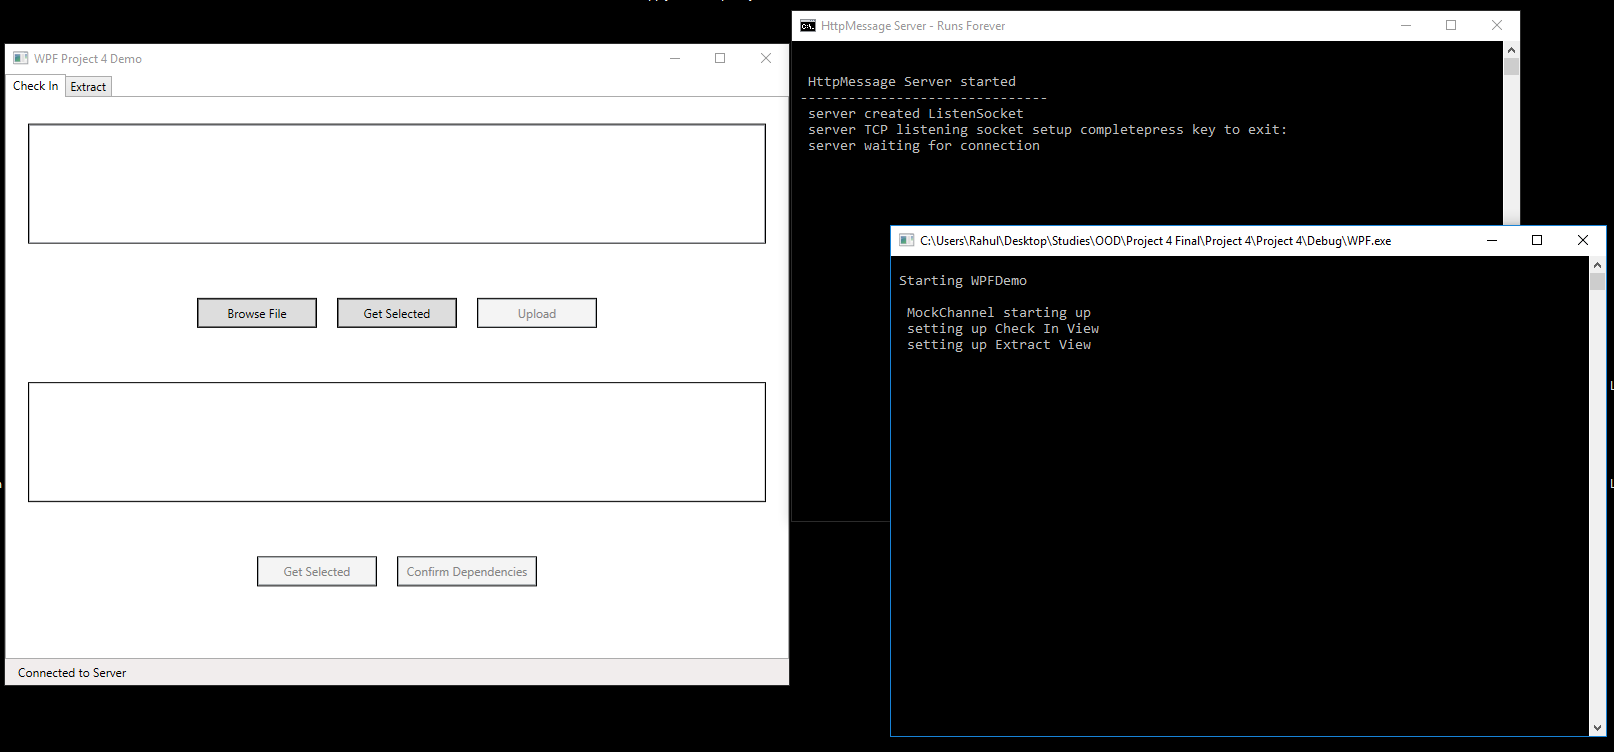 WPF Project 4 Demo
Check In
Extract
Browse File
Get Selected
Upload
Get Selected
Confirm Dependencies
Connected to Server
HttpMessage Server - Runs Forever
HttpMessage Server started
------------------------------
server created ListenSocket
server TCP listening socket setup completepress key to exit:
server waiting for connection
C:\Users\Rahul\Desktop\Studies\OOD\Project 4 Final\Project 4\Project 4\Debug\WPF.exe
Starting WPFDemo
MockChannel starting up
setting up Check In View
setting up Extract View